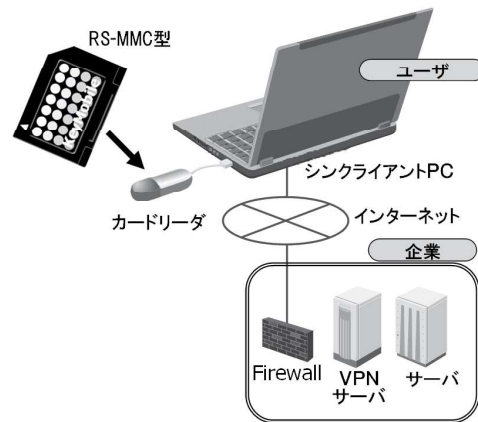 RS-MMC型
KeyMobile
ユーザ
シンクライアントPC
カードリーダ
インターネット
企業
Firewall
VPN
サーバ
サーバ